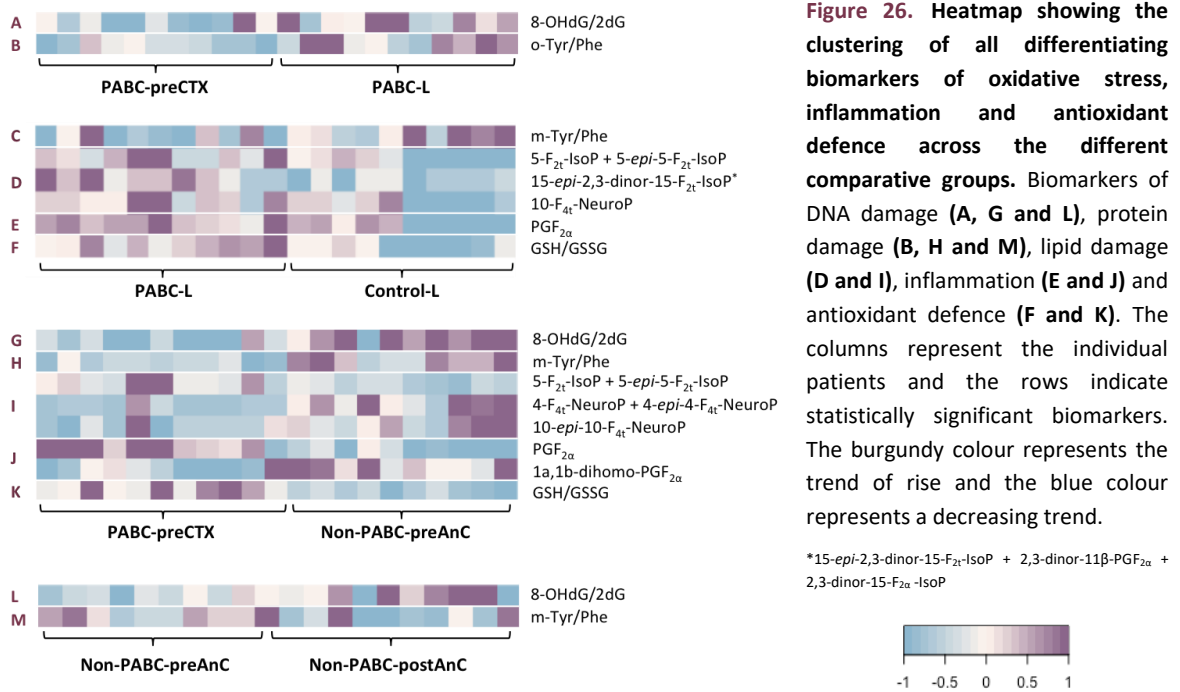 A 8-OHdG/2dG
B o-Tyr/Phe
PABC-preCTX PABC-L
C m-Tyr/Phe
5-F2t-IsoP + 5-epi-5-F2t-IsoP
D 15-epi-2,3-dinor-15-F2t-IsoP*
10-F4t-NeuroP
E PGF2α
F GSH/GSSG
PABC-L Control-L
G 8-OHdG/2dG
H m-Tyr/Phe
5-F2t-IsoP + 5-epi-5-F2t-IsoP
I 4-F4t-NeuroP + 4-epi-4-F4t-NeuroP
10-epi-10-F4t-NeuroP
J PGF2α
1a,1b-dihomo-PGF2α
K GSH/GSSG
PABC-preCTX Non-PABC-preAnC
L 8-OHdG/2dG
M m-Tyr/Phe
Non-PABC-preAnC Non-PABC-postAnC
Figure 26. Heatmap showing the
clustering of all differentiating
biomarkers of oxidative stress,
inflammation and antioxidant
defence across the different
comparative groups. Biomarkers of
DNA damage (A, G and L), protein
damage (B, H and M), lipid damage
(D and I), inflammation (E and J) and
antioxidant defence (F and K). The
columns represent the individual
patients and the rows indicate
statistically significant biomarkers.
The burgundy colour represents the
trend of rise and the blue colour
represents a decreasing trend.
*15-epi-2,3-dinor-15-F2t-IsoP + 2,3-dinor-11β-PGF2α +
2,3-dinor-15-F2α -IsoP
-1 -0.5 0 0.5 1